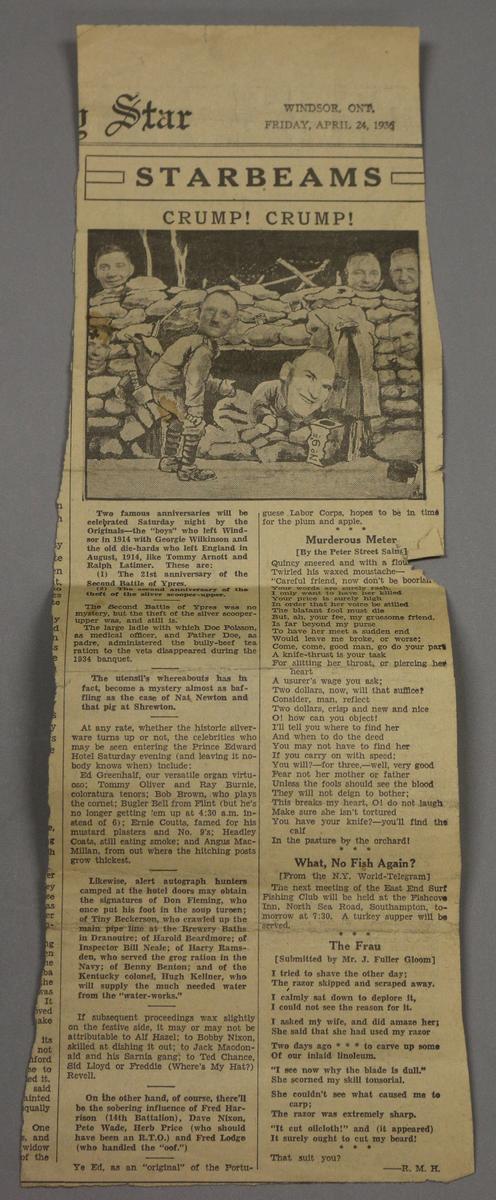 g Star
WINDSOR, ONT.
FRIDAY, APRIL 24, 1936
STARBEAMS
CRUMP! CRUMP!
Two famous anniversaries will be
celebrated Saturday night by the
Originals—the "boys" who left Wind-
sor in 1914 with Georgie Wilkinson and
the old die-hards who left England in
August, 1914, like Tommy Arnott and
Ralph Latimer. These are:
(1) The 21st anniversary of the
Second Battle of Ypres.
(2) The second anniversary of the
theft of the silver scooper-upper.
The Second Battle of Ypres was no
mystery, but the theft of the silver scooper-
upper was, and still is.
The large ladle with which Doc Poisson,
as medical officer, and Father Doe, as
padre, administered the bully-beef tea
ration to the vets disappeared during the
1934 banquet.
The utensil's whereabouts has in
fact, become a mystery almost as baf-
fling as the case of Nat Newton and
that pig at Shrewton.
At any rate, whether the historic silver-
ware turns up or not, the celebrities who
may be seen entering the Prince Edward
Hotel Saturday evening (and leaving it no-
body knows when) include:
Ed Greenhalf, our versatile organ virtu-
oso; Tommy Oliver and Ray Burnie,
coloratura tenors; Bob Brown, who plays
the cornet; Bugler Bell from Flint (but he's
no longer getting 'em up at 4:30 a.m. in-
stead of 6); Ernie Coutts, famed for his
mustard plasters and No. 9's; Headley
Coats, still eating smoke; and Angus Mac-
Millan, from out where the hitching posts
grow thickest.
Likewise, alert autograph hunters
camped at the hotel doors may obtain
the signatures of Don Fleming, who
once put his foot in the soup tureen;
of Tiny Beckerson, who crawled up the
main pipe line at the Brewery Baths
in Dranoutre; of Harold Beardmore; of
Inspector Bill Neale; of Harry Rams-
den, who served the grog ration in the
Navy; of Benny Benton; and of the
Kentucky colonel, Hugh Kellner, who
will supply the much needed water
from the "water-works."
If subsequent proceedings wax slightly
on the festive side, it may or may not be
attributable to Alf Hazel; to Bobby Nixon,
skilled at dishing it out; to Jack Macdon-
ald and his Sarnia gang; to Ted Chance,
Sid Lloyd or Freddie (Where's My Hat?)
Revell.
On the other hand, of course, there'll
be the sobering influence of Fred Har-
rison (14th Battalion), Dave Nixon,
Pete Wade, Herb Price (who should
have been an R.T.O.) and Fred Lodge
(who handled the "oof.")
Ye Ed, as an "original" of the Portu-
guese Labor Corps, hopes to be in time
for the plum and apple.
* * *
Murderous Meter
[By the Peter Street Saint]
Quincy sneered and with a
Twirled his waxed moustache—
"Careful friend, now don't be boorish
Your words are surely rash,
I only want to have her killed
Your price is surely high
In order that her voice be stilled
The blatant fool must die
But, ah, your fee, my gruesome friend,
Is far beyond my purse
To have her meet a sudden end
Would leave me broke, or worse;
Come, come, good man, go do your part
A knife-thrust is your task
For slitting her throat, or piercing her
heart
A usurer's wage you ask;
Two dollars, now, will that suffice?
Consider, man, reflect
Two dollars, crisp and new and nice
O! how can you object!
I'll tell you where to find her
And when to do the deed
You may not have to find her
If you carry on with speed;
You will?—for three,—well, very good
Fear not her mother or father
Unless the fools should see the blood
They will not deign to bother;
This breaks my heart, O! do not laugh
Make sure she isn't tortured
You have your knife?—you'll find the
calf
In the pasture by the orchard!
* * *
What, No Fish Again?
[From the N.Y. World-Telegram]
The next meeting of the East End Surf
Fishing Club will be held at the Fishcove
Inn, North Sea Road, Southampton, to-
morrow at 7:30. A turkey supper will be
served.
* * *
The Frau
[Submitted by Mr. J. Fuller Gloom]
I tried to shave the other day;
The razor skipped and scraped away.
I calmly sat down to deplore it,
I could not see the reason for it.
I asked my wife, and did amaze her;
She said that she had used my razor
Two days ago * * * to carve up some
Of our inlaid linoleum.
"I see now why the blade is dull."
She scorned my skill tonsorial.
She couldn't see what caused me to
carp;
The razor was extremely sharp.
"It cut oilcloth!" and (it appeared)
It surely ought to cut my beard!
* * *
That suit you?
——R. M. H.